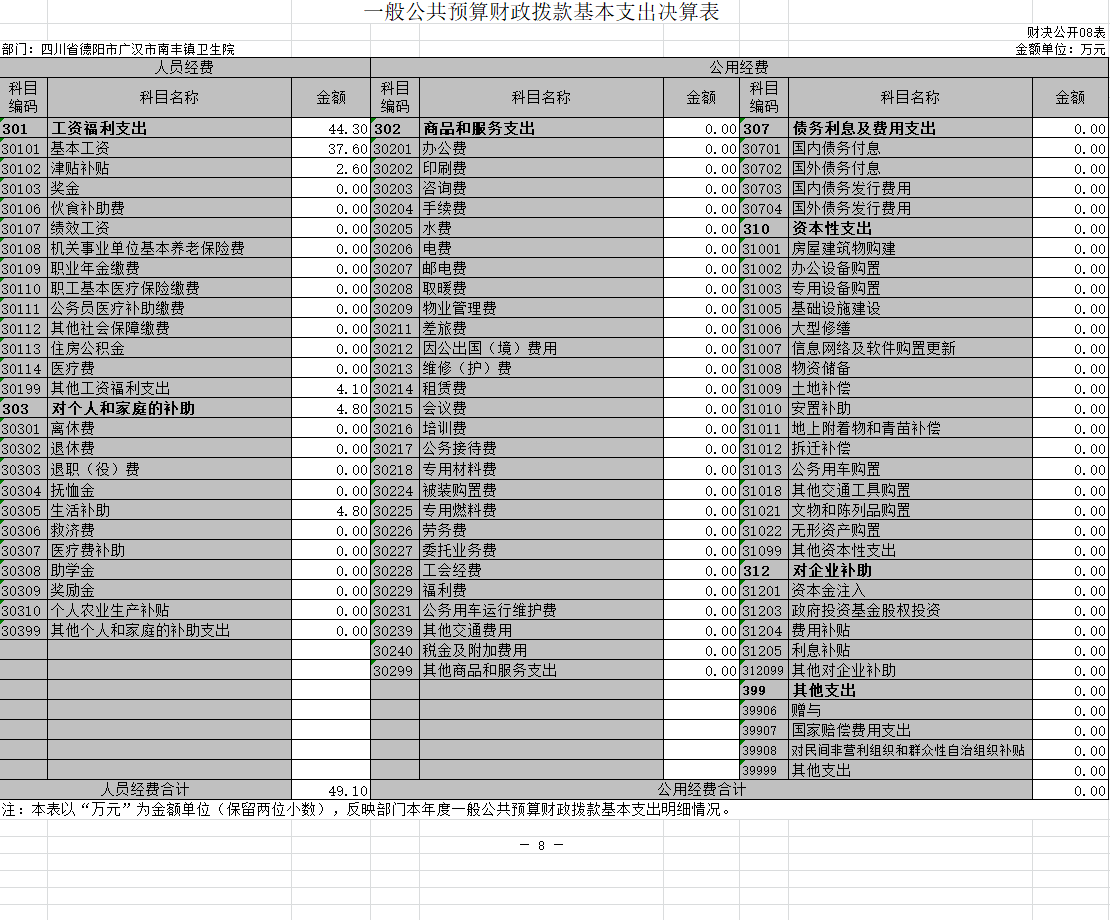 一般公共预算财政拨款基本支出决算表
财决公开08表
部门：四川省德阳市广汉市南丰镇卫生院 金额单位：万元
人员经费 公用经费
科目编码 科目名称 金额 科目编码 科目名称 金额 科目编码 科目名称 金额
301 工资福利支出 44.30 302 商品和服务支出 0.00 307 债务利息及费用支出 0.00
30101 基本工资 37.60 30201 办公费 0.00 30701 国内债务付息 0.00
30102 津贴补贴 2.60 30202 印刷费 0.00 30702 国外债务付息 0.00
30103 奖金 0.00 30203 咨询费 0.00 30703 国内债务发行费用 0.00
30106 伙食补助费 0.00 30204 手续费 0.00 30704 国外债务发行费用 0.00
30107 绩效工资 0.00 30205 水费 0.00 310 资本性支出 0.00
30108 机关事业单位基本养老保险费 0.00 30206 电费 0.00 31001 房屋建筑物购建 0.00
30109 职业年金缴费 0.00 30207 邮电费 0.00 31002 办公设备购置 0.00
30110 职工基本医疗保险缴费 0.00 30208 取暖费 0.00 31003 专用设备购置 0.00
30111 公务员医疗补助缴费 0.00 30209 物业管理费 0.00 31005 基础设施建设 0.00
30112 其他社会保障缴费 0.00 30211 差旅费 0.00 31006 大型修缮 0.00
30113 住房公积金 0.00 30212 因公出国（境）费用 0.00 31007 信息网络及软件购置更新 0.00
30114 医疗费 0.00 30213 维修（护）费 0.00 31008 物资储备 0.00
30199 其他工资福利支出 4.10 30214 租赁费 0.00 31009 土地补偿 0.00
303 对个人和家庭的补助 4.80 30215 会议费 0.00 31010 安置补助 0.00
30301 离休费 0.00 30216 培训费 0.00 31011 地上附着物和青苗补偿 0.00
30302 退休费 0.00 30217 公务接待费 0.00 31012 拆迁补偿 0.00
30303 退职（役）费 0.00 30218 专用材料费 0.00 31013 公务用车购置 0.00
30304 抚恤金 0.00 30224 被装购置费 0.00 31018 其他交通工具购置 0.00
30305 生活补助 4.80 30225 专用燃料费 0.00 31021 文物和陈列品购置 0.00
30306 救济费 0.00 30226 劳务费 0.00 31022 无形资产购置 0.00
30307 医疗费补助 0.00 30227 委托业务费 0.00 31099 其他资本性支出 0.00
30308 助学金 0.00 30228 工会经费 0.00 312 对企业补助 0.00
30309 奖励金 0.00 30229 福利费 0.00 31201 资本金注入 0.00
30310 个人农业生产补贴 0.00 30231 公务用车运行维护费 0.00 31203 政府投资基金股权投资 0.00
30399 其他个人和家庭的补助支出 0.00 30239 其他交通费用 0.00 31204 费用补贴 0.00
30240 税金及附加费用 0.00 31205 利息补贴 0.00
30299 其他商品和服务支出 0.00 312099 其他对企业补助 0.00
399 其他支出 0.00
39906 赠与 0.00
39907 国家赔偿费用支出 0.00
39908 对民间非营利组织和群众性自治组织补贴 0.00
39999 其他支出 0.00
人员经费合计 49.10 公用经费合计 0.00
注：本表以“万元”为金额单位（保留两位小数），反映部门本年度一般公共预算财政拨款基本支出明细情况。
— 8 —